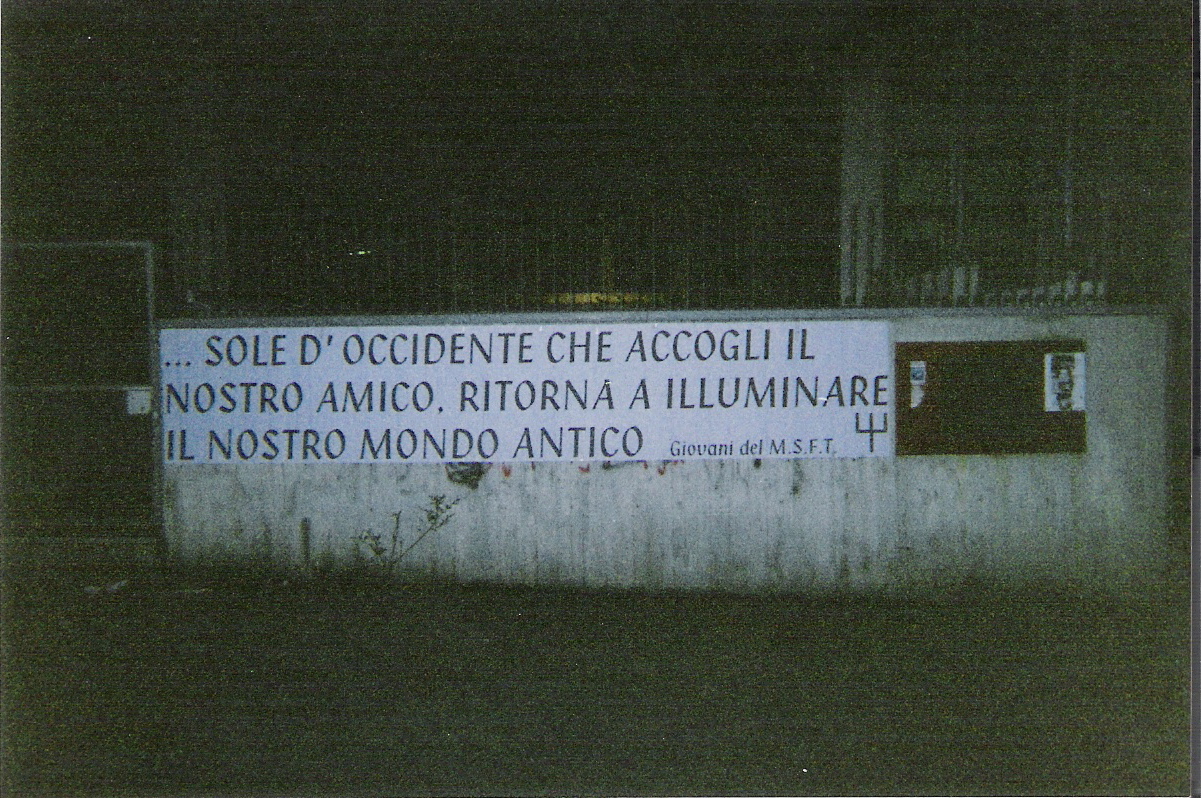 ... SOLE D' OCCIDENTE CHE ACCOGLI IL
NOSTRO AMICO, RITORNA A ILLUMINARE
IL NOSTRO MONDO ANTICO Giovani del M.S.F.T.